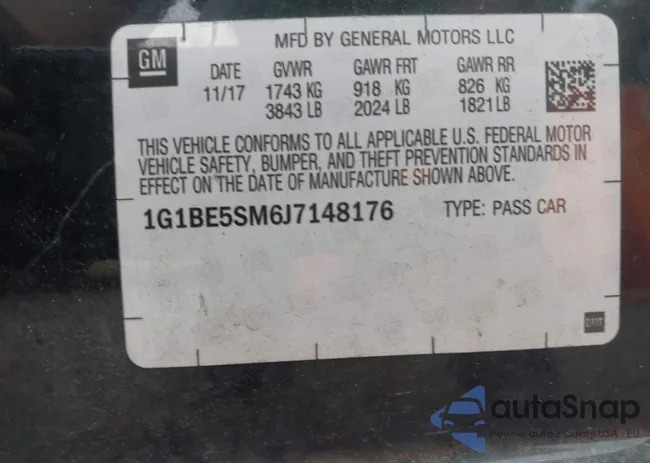 GM
MFD BY GENERAL MOTORS LLC
DATE GVWR GAWR FRT GAWR RR
11/17 1743 KG 918 KG 826 KG
3843 LB 2024 LB 1821 LB
THIS VEHICLE CONFORMS TO ALL APPLICABLE U.S. FEDERAL MOTOR
VEHICLE SAFETY, BUMPER, AND THEFT PREVENTION STANDARDS IN
EFFECT ON THE DATE OF MANUFACTURE SHOWN ABOVE.
1G1BE5SM6J7148176 TYPE: PASS CAR
autoSnap